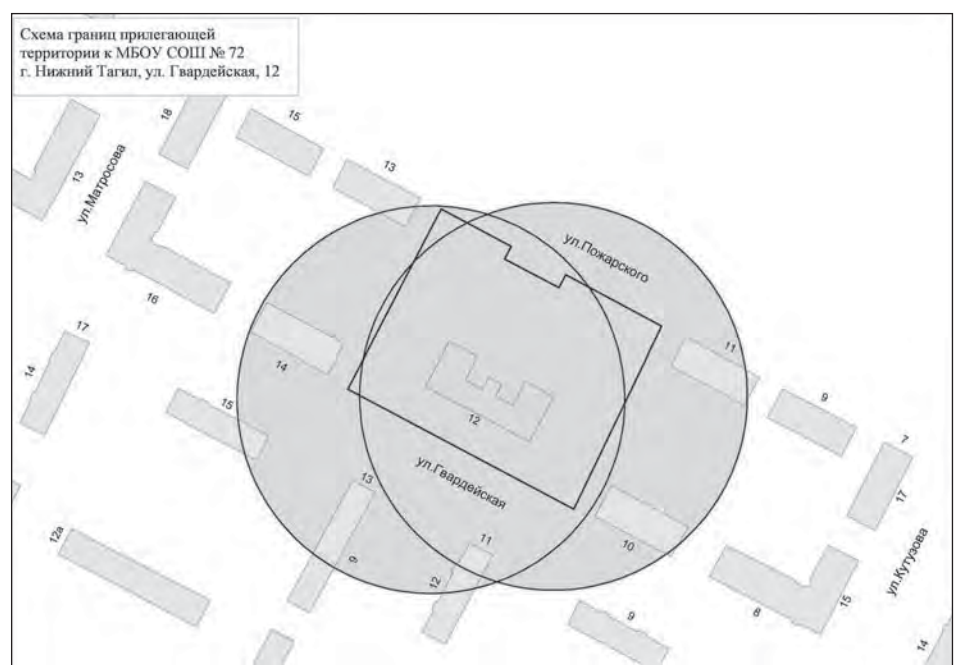 Схема границ прилегающей
территории к МБОУ СОШ № 72
г. Нижний Тагил, ул. Гвардейская, 12
18
15
13
13
ул.Матросова
ул.Пожарского
16
17
14
14
11
9
15
12
7
17
ул.Гвардейская
13
11
10
12а
9
12
9
8
15
ул.Кутузова
14